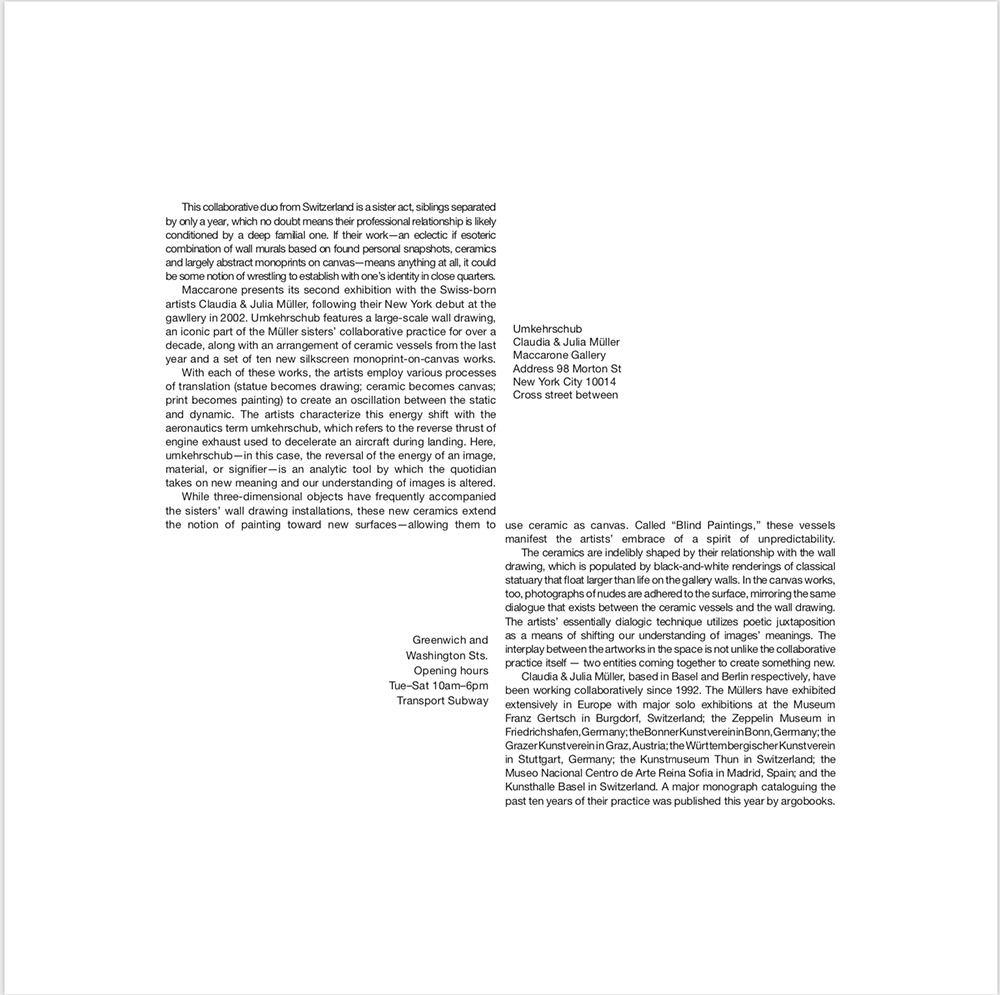 This collaborative duo from Switzerland is a sister act, siblings separated
by only a year, which no doubt means their professional relationship is likely
conditioned by a deep familial one. If their work—an eclectic if esoteric
combination of wall murals based on found personal snapshots, ceramics
and largely abstract monoprints on canvas—means anything at all, it could
be some notion of wrestling to establish with one’s identity in close quarters.
Maccarone presents its second exhibition with the Swiss-born
artists Claudia & Julia Müller, following their New York debut at the
gawllery in 2002. Umkehrschub features a large-scale wall drawing,
an iconic part of the Müller sisters’ collaborative practice for over a
decade, along with an arrangement of ceramic vessels from the last
year and a set of ten new silkscreen monoprint-on-canvas works.
With each of these works, the artists employ various processes
of translation (statue becomes drawing; ceramic becomes canvas;
print becomes painting) to create an oscillation between the static
and dynamic. The artists characterize this energy shift with the
aeronautics term umkehrschub, which refers to the reverse thrust of
engine exhaust used to decelerate an aircraft during landing. Here,
umkehrschub—in this case, the reversal of the energy of an image,
material, or signifier—is an analytic tool by which the quotidian
takes on new meaning and our understanding of images is altered.
While three-dimensional objects have frequently accompanied
the sisters’ wall drawing installations, these new ceramics extend
the notion of painting toward new surfaces—allowing them to
use ceramic as canvas. Called “Blind Paintings,” these vessels
manifest the artists’ embrace of a spirit of unpredictability.
The ceramics are indelibly shaped by their relationship with the wall
drawing, which is populated by black-and-white renderings of classical
statuary that float larger than life on the gallery walls. In the canvas works,
too, photographs of nudes are adhered to the surface, mirroring the same
dialogue that exists between the ceramic vessels and the wall drawing.
The artists’ essentially dialogic technique utilizes poetic juxtaposition
as a means of shifting our understanding of images’ meanings. The
interplay between the artworks in the space is not unlike the collaborative
practice itself — two entities coming together to create something new.
Claudia & Julia Müller, based in Basel and Berlin respectively, have
been working collaboratively since 1992. The Müllers have exhibited
extensively in Europe with major solo exhibitions at the Museum
Franz Gertsch in Burgdorf, Switzerland; the Zeppelin Museum in
Friedrichshafen, Germany; the Bonner Kunstverein in Bonn, Germany; the
Grazer Kunstverein in Graz, Austria; the Württembergischer Kunstverein
in Stuttgart, Germany; the Kunstmuseum Thun in Switzerland; the
Museo Nacional Centro de Arte Reina Sofia in Madrid, Spain; and the
Kunsthalle Basel in Switzerland. A major monograph cataloguing the
past ten years of their practice was published this year by argobooks.
Umkehrschub
Claudia & Julia Müller
Maccarone Gallery
Address 98 Morton St
New York City 10014
Cross street between
Greenwich and
Washington Sts.
Opening hours
Tue–Sat 10am–6pm
Transport Subway